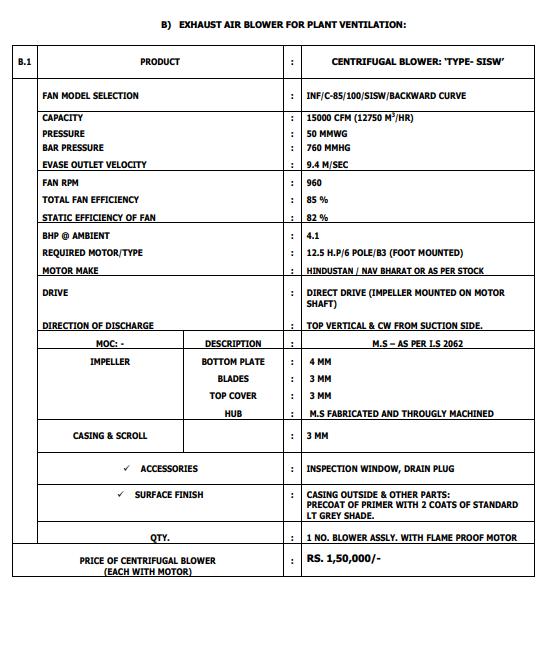 B) EXHAUST AIR BLOWER FOR PLANT VENTILATION:
B.1 PRODUCT : CENTRIFUGAL BLOWER: 'TYPE- SISW'
FAN MODEL SELECTION : INF/C-85/100/SISW/BACKWARD CURVE
CAPACITY : 15000 CFM (12750 M³/HR)
PRESSURE : 50 MMWG
BAR PRESSURE : 760 MMHG
EVASE OUTLET VELOCITY : 9.4 M/SEC
FAN RPM : 960
TOTAL FAN EFFICIENCY : 85 %
STATIC EFFICIENCY OF FAN : 82 %
BHP @ AMBIENT : 4.1
REQUIRED MOTOR/TYPE : 12.5 H.P/6 POLE/B3 (FOOT MOUNTED)
MOTOR MAKE : HINDUSTAN / NAV BHARAT OR AS PER STOCK
DRIVE : DIRECT DRIVE (IMPELLER MOUNTED ON MOTOR
SHAFT)
DIRECTION OF DISCHARGE : TOP VERTICAL & CW FROM SUCTION SIDE.
MOC: - DESCRIPTION : M.S – AS PER I.S 2062
IMPELLER BOTTOM PLATE : 4 MM
BLADES : 3 MM
TOP COVER : 3 MM
HUB : M.S FABRICATED AND THROUGLY MACHINED
CASING & SCROLL : 3 MM
✓ ACCESSORIES : INSPECTION WINDOW, DRAIN PLUG
✓ SURFACE FINISH : CASING OUTSIDE & OTHER PARTS:
PRECOAT OF PRIMER WITH 2 COATS OF STANDARD
LT GREY SHADE.
QTY. : 1 NO. BLOWER ASSLY. WITH FLAME PROOF MOTOR
PRICE OF CENTRIFUGAL BLOWER : RS. 1,50,000/-
(EACH WITH MOTOR)